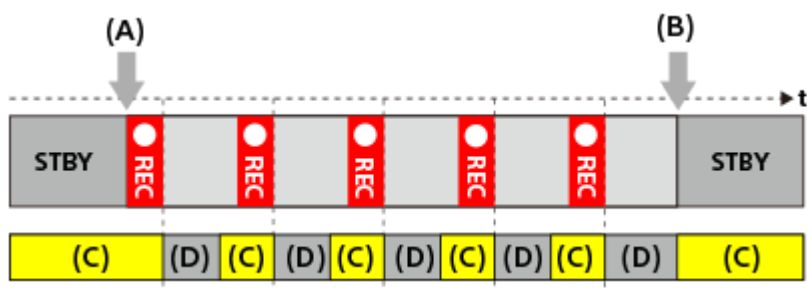 (A) (B)
t
STBY REC REC REC REC REC STBY
(C) (D) (C) (D) (C) (D) (C) (D) (C) (D) (C)